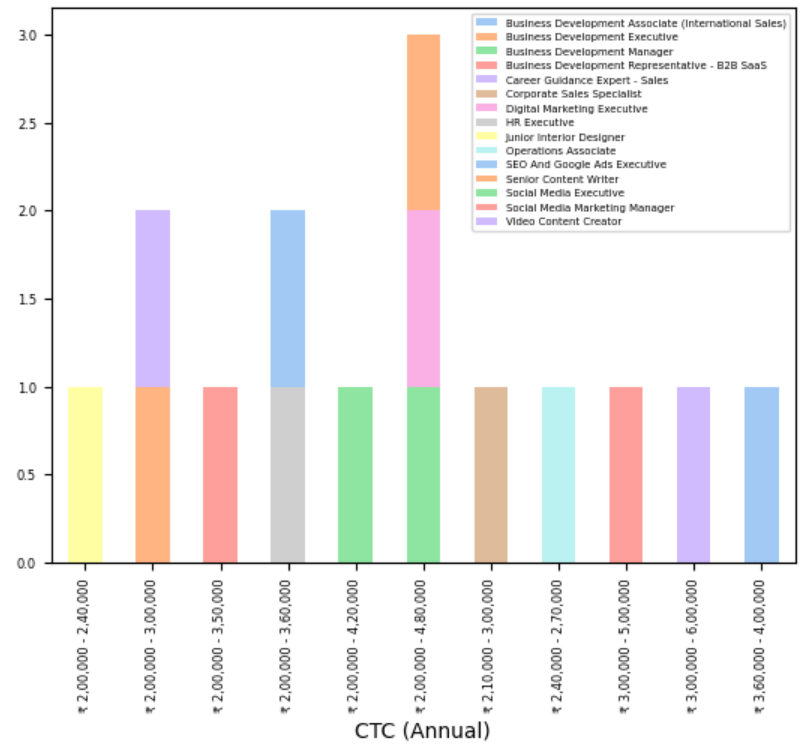 3.0
2.5
2.0
1.5
1.0
0.5
0.0
Business Development Associate (International Sales)
Business Development Executive
Business Development Manager
Business Development Representative - B2B SaaS
Career Guidance Expert - Sales
Corporate Sales Specialist
Digital Marketing Executive
HR Executive
Junior Interior Designer
Operations Associate
SEO And Google Ads Executive
Senior Content Writer
Social Media Executive
Social Media Marketing Manager
Video Content Creator
₹ 2,00,000 - 2,40,000
₹ 2,00,000 - 3,00,000
₹ 2,00,000 - 3,50,000
₹ 2,00,000 - 3,60,000
₹ 2,00,000 - 4,20,000
₹ 2,00,000 - 4,80,000
₹ 2,10,000 - 3,00,000
₹ 2,40,000 - 2,70,000
₹ 3,00,000 - 5,00,000
₹ 3,00,000 - 6,00,000
₹ 3,60,000 - 4,00,000
CTC (Annual)